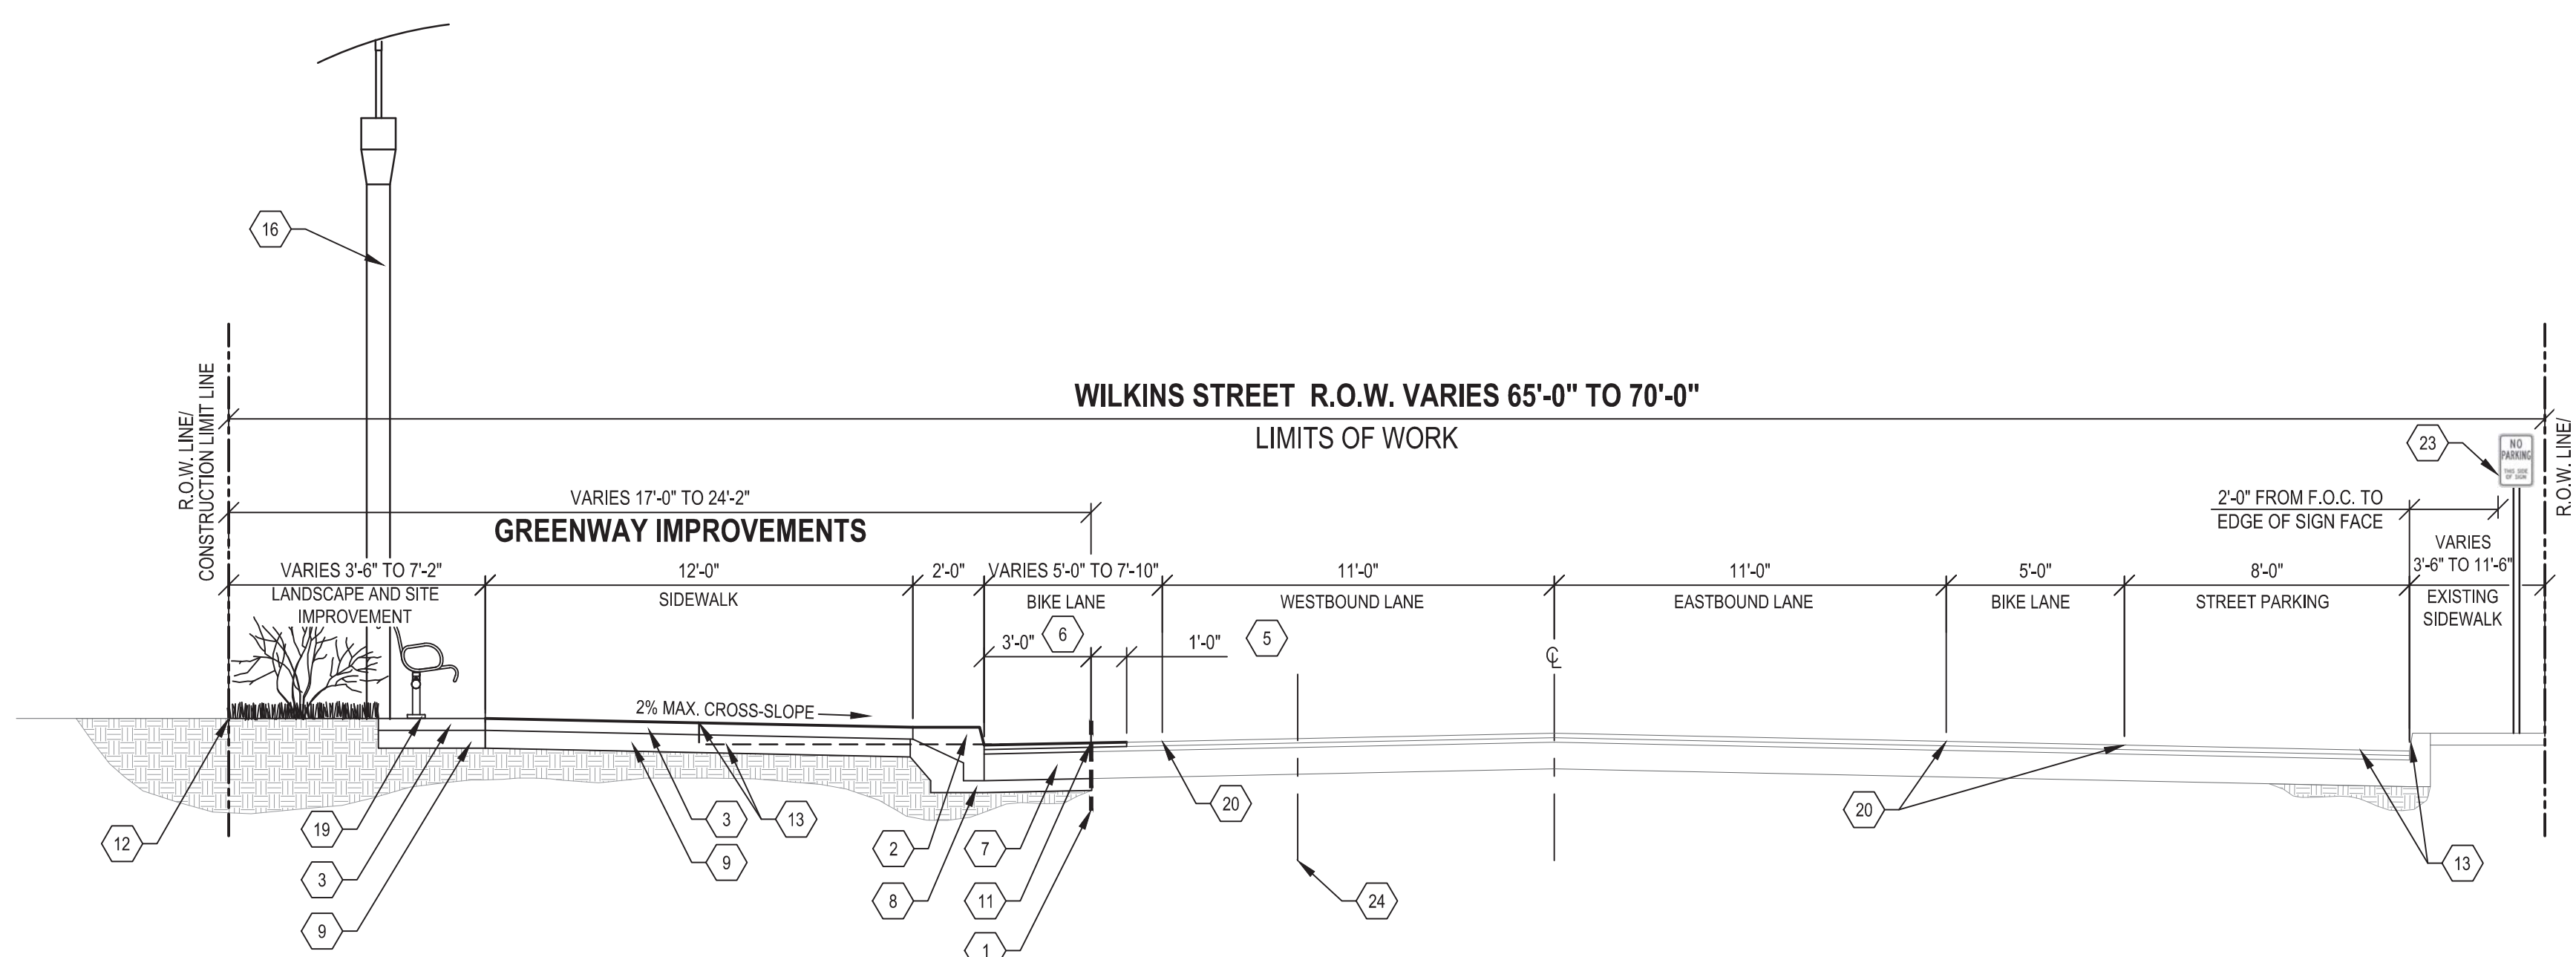 16
WILKINS STREET R.O.W. VARIES 65'-0" TO 70'-0"
LIMITS OF WORK
R.O.W. LINE/
CONSTRUCTION LIMIT LINE
R.O.W. LINE/
23
NO
PARKING
THIS SIDE
OF SIGN
VARIES 17'-0" TO 24'-2"
GREENWAY IMPROVEMENTS
2'-0" FROM F.O.C. TO
EDGE OF SIGN FACE
VARIES 3'-6" TO 7'-2"
LANDSCAPE AND SITE
IMPROVEMENT
12'-0"
SIDEWALK
2'-0"
VARIES 5'-0" TO 7'-10"
BIKE LANE
11'-0"
WESTBOUND LANE
11'-0"
EASTBOUND LANE
5'-0"
BIKE LANE
8'-0"
STREET PARKING
VARIES
3'-6" TO 11'-6"
EXISTING
SIDEWALK
3'-0"
6
1'-0"
5
CL
2% MAX. CROSS-SLOPE
12
19
3
9
3
13
9
2
7
8
11
1
20
24
20
13